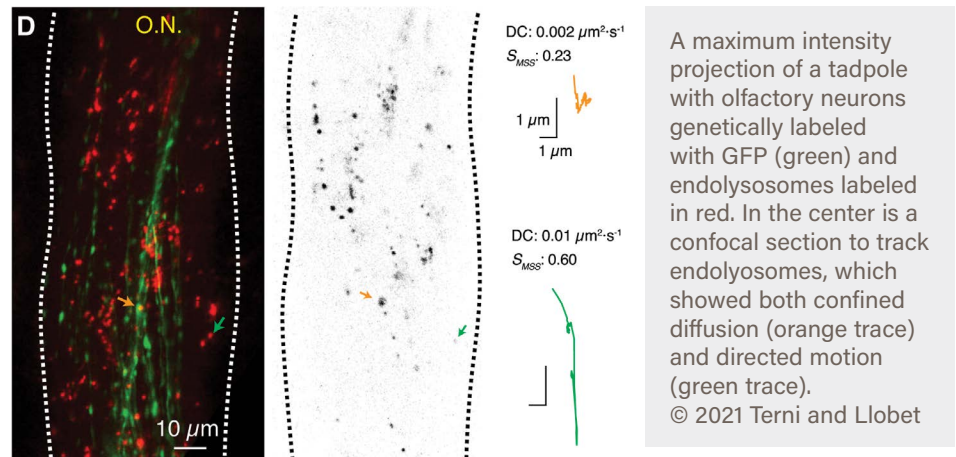 D
O.N.
10 µm
DC: 0.002 µm²·s⁻¹
S_MSS: 0.23
1 µm
1 µm
DC: 0.01 µm²·s⁻¹
S_MSS: 0.60
A maximum intensity
projection of a tadpole
with olfactory neurons
genetically labeled
with GFP (green) and
endolysosomes labeled
in red. In the center is a
confocal section to track
endolyosomes, which
showed both confined
diffusion (orange trace)
and directed motion
(green trace).
© 2021 Terni and Llobet